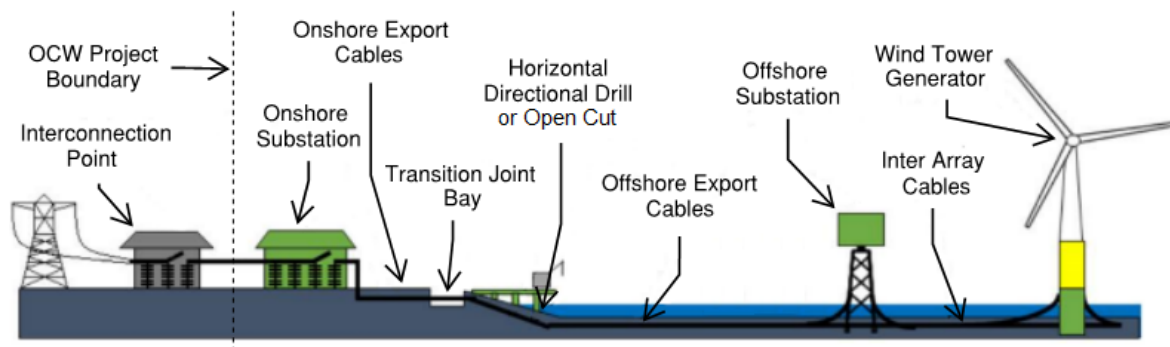 OCW Project
Boundary
Interconnection
Point
Onshore
Substation
Onshore Export
Cables
Transition Joint
Bay
Horizontal
Directional Drill
or Open Cut
Offshore Export
Cables
Offshore
Substation
Wind Tower
Generator
Inter Array
Cables